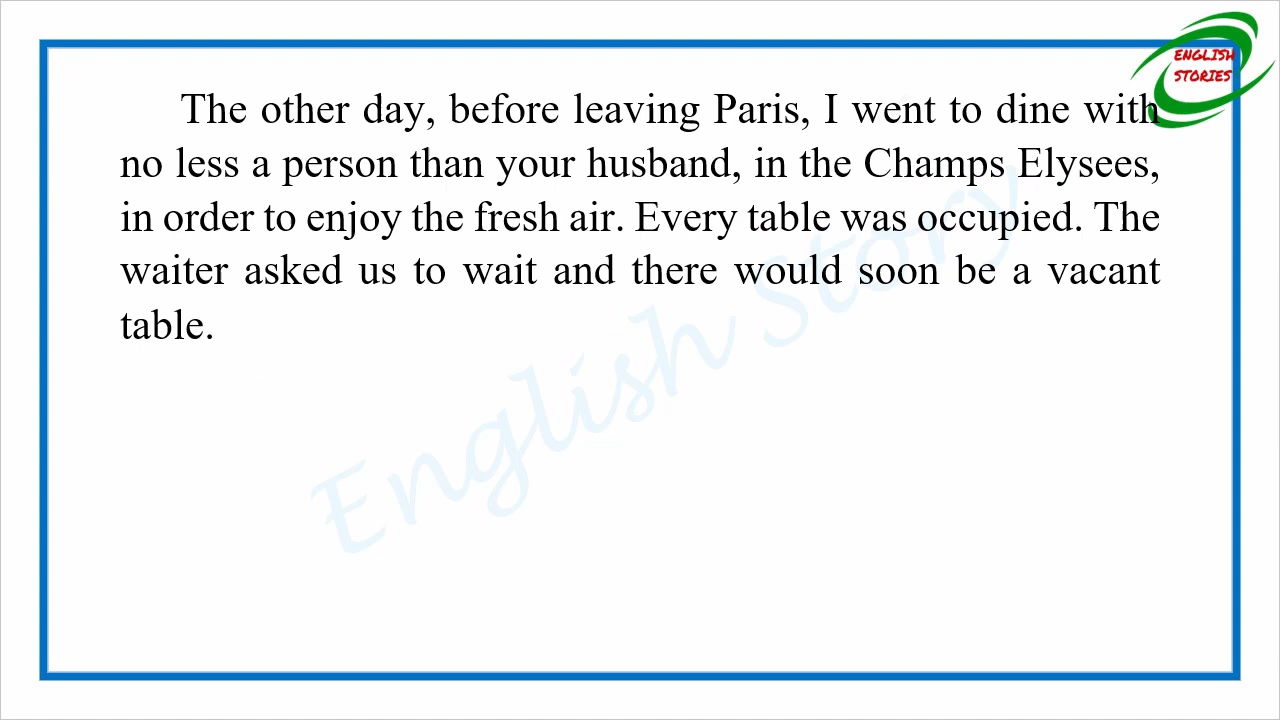 ENGLISH
STORIES
The other day, before leaving Paris, I went to dine with
no less a person than your husband, in the Champs Elysees,
in order to enjoy the fresh air. Every table was occupied. The
waiter asked us to wait and there would soon be a vacant
table.
English Story